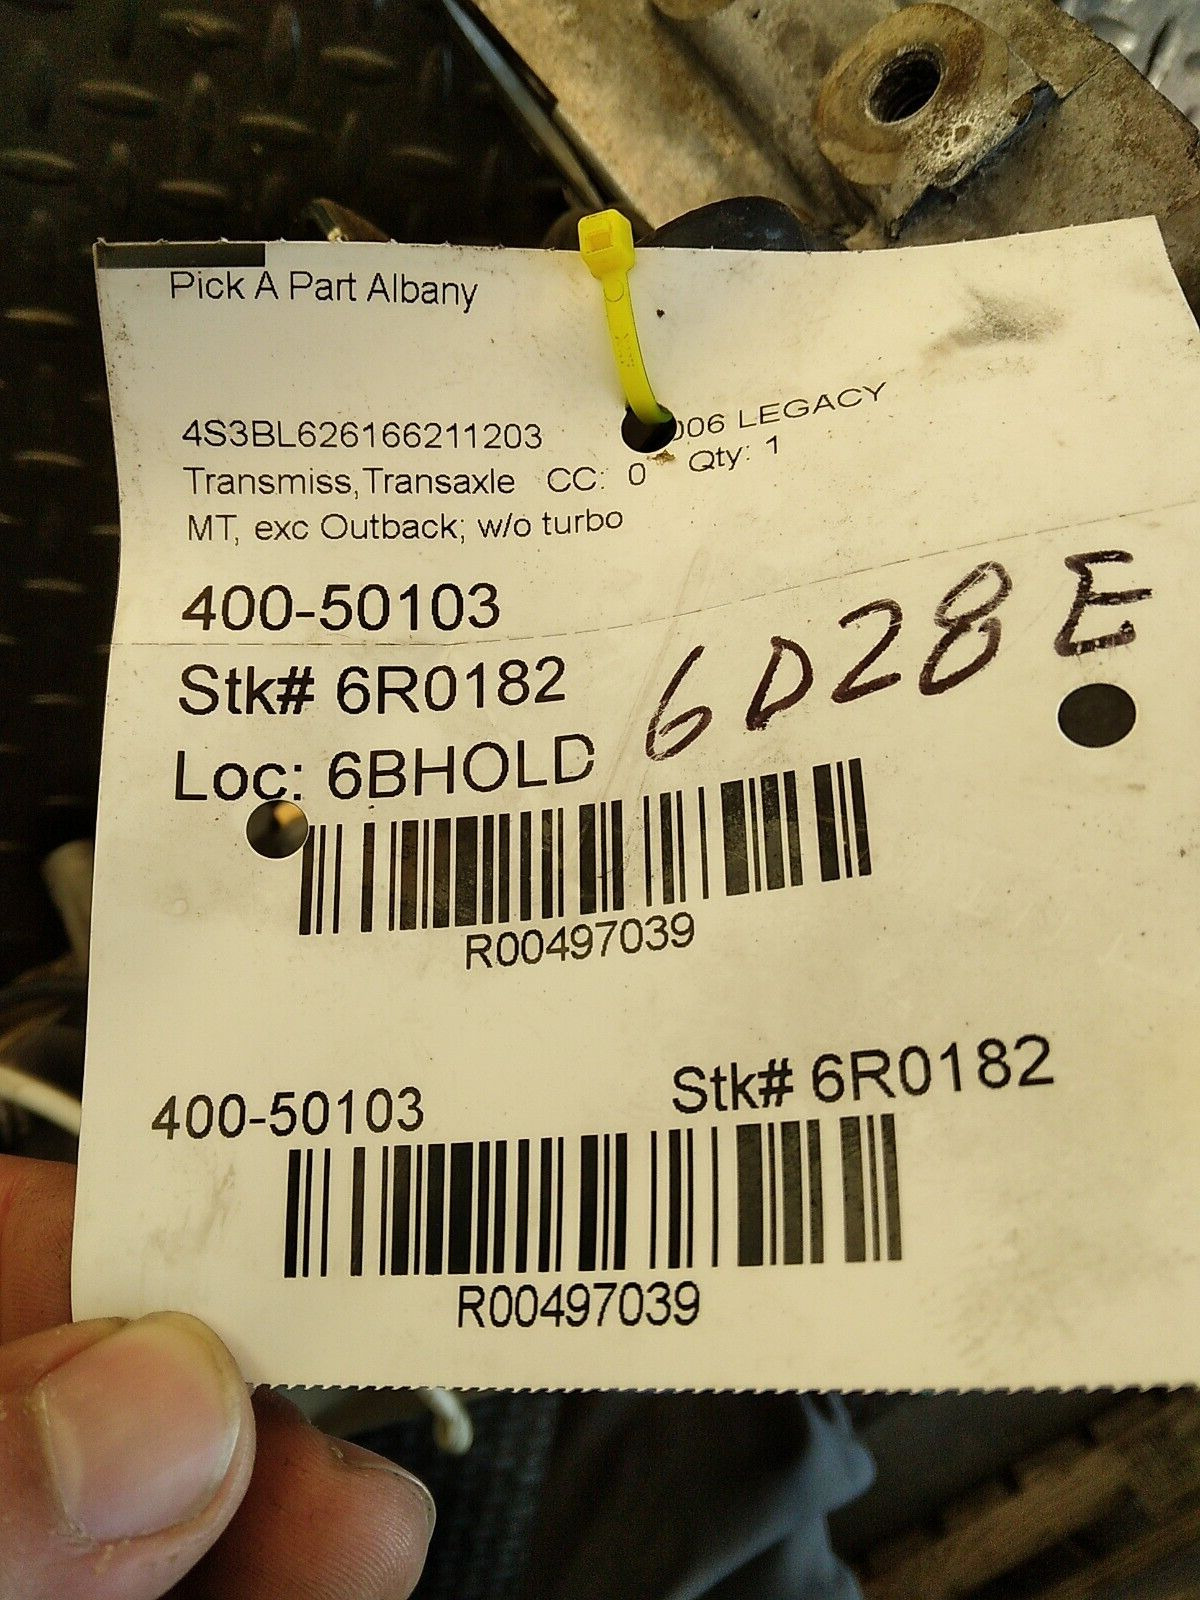 Pick A Part Albany
4S3BL626166211203 006 LEGACY
Transmiss,Transaxle CC: 0 Qty: 1
MT, exc Outback; w/o turbo
400-50103
Stk# 6R0182
6D28E
Loc: 6BHOLD
R00497039
400-50103 Stk# 6R0182
R00497039